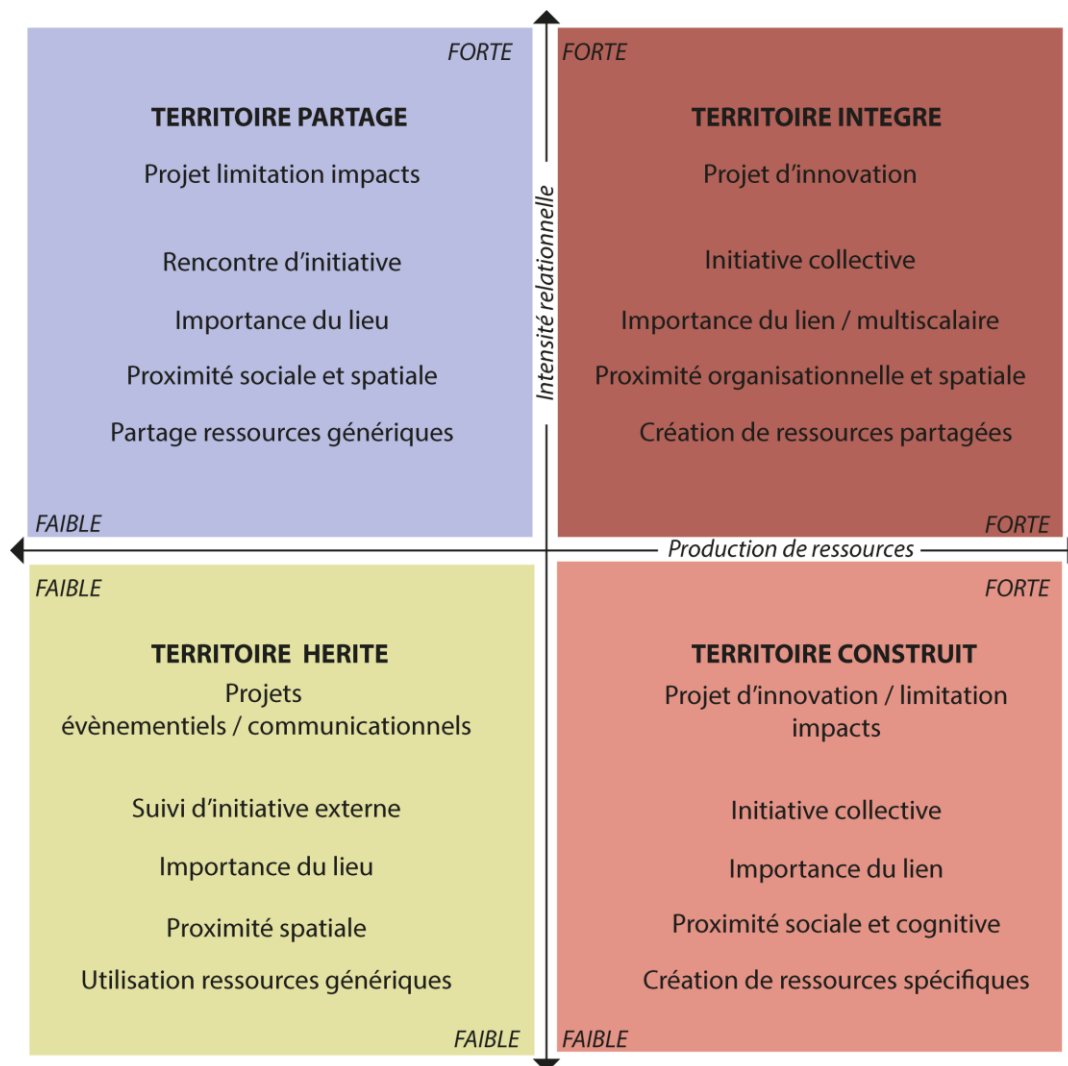 FORTE
TERRITOIRE PARTAGE
Projet limitation impacts
Rencontre d'initiative
Importance du lieu
Proximité sociale et spatiale
Partage ressources génériques
FAIBLE
FORTE
TERRITOIRE INTEGRE
Projet d'innovation
Initiative collective
Importance du lien / multiscalaire
Proximité organisationnelle et spatiale
Création de ressources partagées
FORTE
Intensité relationnelle
Production de ressources
FAIBLE
TERRITOIRE HERITE
Projets
évènementiels / communicationnels
Suivi d'initiative externe
Importance du lieu
Proximité spatiale
Utilisation ressources génériques
FAIBLE
FORTE
TERRITOIRE CONSTRUIT
Projet d'innovation / limitation
impacts
Initiative collective
Importance du lien
Proximité sociale et cognitive
Création de ressources spécifiques
FAIBLE